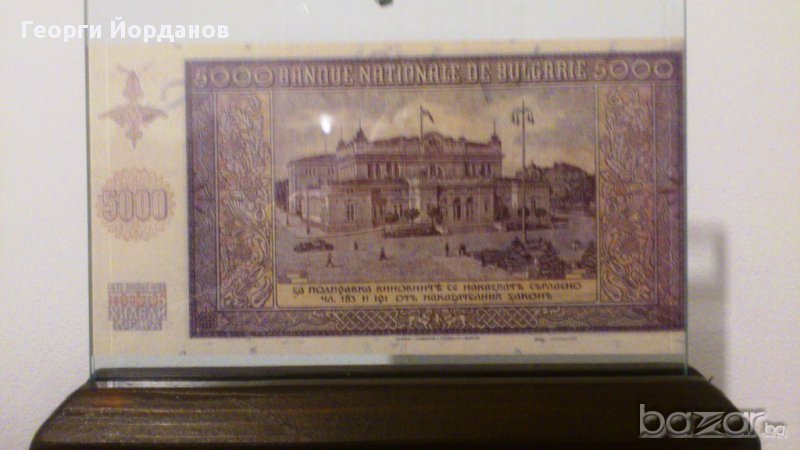 Георги Йорданов
5000 BANQUE NATIONALE DE BULGARIE 5000
5000
ХИЛЯДИ
ЛЕВА
ЗА ПОДПРАВКА ВИНОВНИТѢ СЕ НАКАЗВАТЪ СЪГЛАСНО
ЧЛ. 183 И 191 ОТЪ НАКАЗАТЕЛНИЯ ЗАКОНЪ
bazar.bg